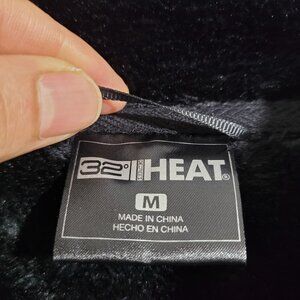 32° HEAT®
M
MADE IN CHINA
HECHO EN CHINA